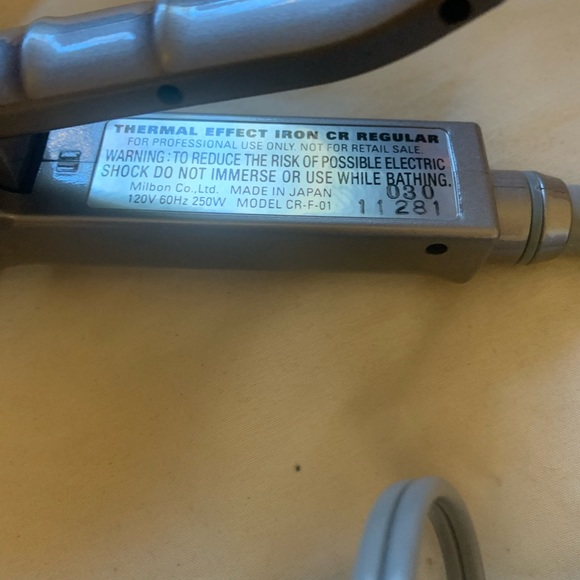 THERMAL EFFECT IRON CR REGULAR
FOR PROFESSIONAL USE ONLY. NOT FOR RETAIL SALE.
WARNING: TO REDUCE THE RISK OF POSSIBLE ELECTRIC
SHOCK DO NOT IMMERSE OR USE WHILE BATHING.
Milbon Co.,Ltd. MADE IN JAPAN 030
120V 60Hz 250W MODEL CR-F-01 11 281